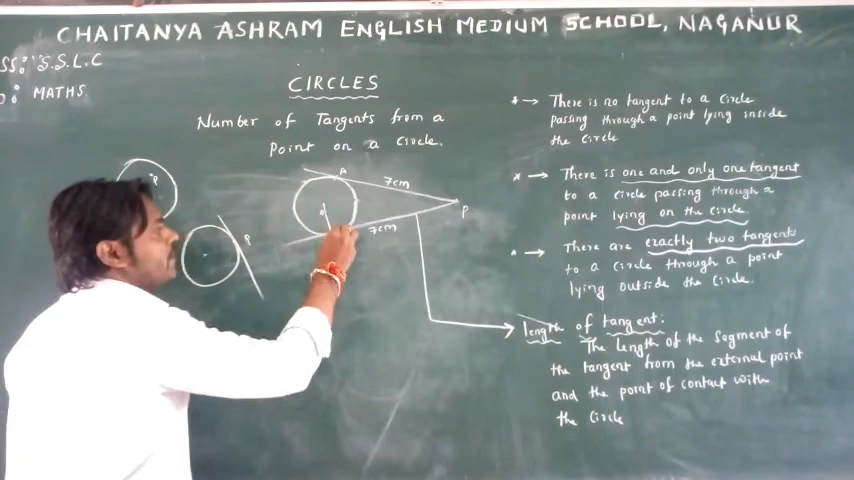 CHAITANYA ASHRAM ENGLISH MEDIUM SCHOOL, NAGANUR
SS: S.S.L.C
: MATHS
CIRCLES
Number of Tangents from a
Point on a Circle.
P
P
A
7cm
P
7cm
There is no tangent to a Circle
Passing through a point lying inside
the Circle
There is one and only one tangent
to a circle passing through a
point lying on the Circle
There are exactly two tangents
to a Circle through a point
lying outside the Circle.
length of tangent:
The length of the segment of
the tangent from the external point
and the point of contact with
the Circle